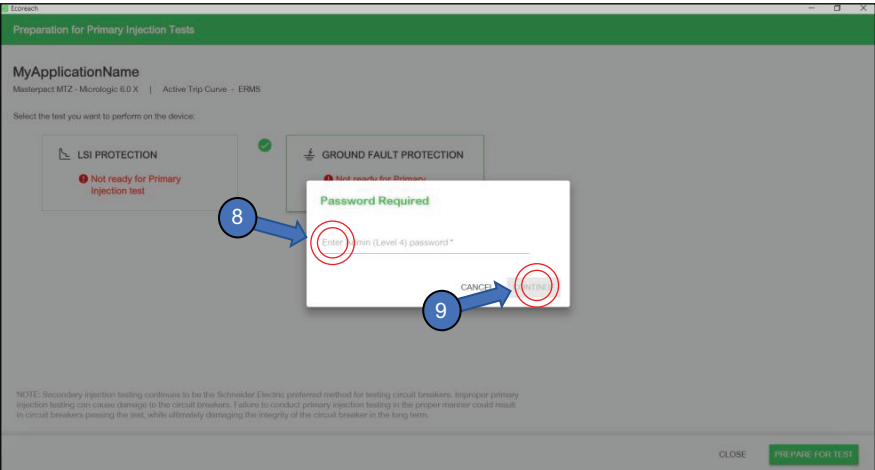 Ecoreach
Preparation for Primary Injection Tests
MyApplicationName
Masterpact MTZ - Micrologic 6.0 X | Active Trip Curve - ERMS
Select the test you want to perform on the device:
LSI PROTECTION
Not ready for Primary
Injection test
GROUND FAULT PROTECTION
Not ready for Primary
Password Required
8
Enter Admin (Level 4) password *
CANCEL
CONTINUE
9
NOTE: Secondary injection testing continues to be the Schneider Electric preferred method for testing circuit breakers. Improper primary
injection testing can cause damage to the circuit breakers. Failure to conduct primary injection testing in the proper manner could result
in circuit breakers passing the test, while ultimately damaging the integrity of the circuit breaker in the long term.
CLOSE
PREPARE FOR TEST